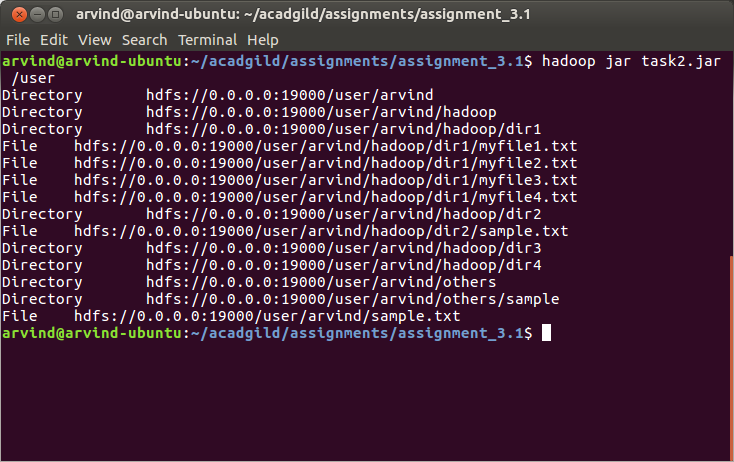 arvind@arvind-ubuntu: ~/acadgild/assignments/assignment_3.1
File Edit View Search Terminal Help
arvind@arvind-ubuntu:~/acadgild/assignments/assignment_3.1$ hadoop jar task2.jar
 /user
Directory       hdfs://0.0.0.0:19000/user/arvind
Directory       hdfs://0.0.0.0:19000/user/arvind/hadoop
Directory       hdfs://0.0.0.0:19000/user/arvind/hadoop/dir1
File    hdfs://0.0.0.0:19000/user/arvind/hadoop/dir1/myfile1.txt
File    hdfs://0.0.0.0:19000/user/arvind/hadoop/dir1/myfile2.txt
File    hdfs://0.0.0.0:19000/user/arvind/hadoop/dir1/myfile3.txt
File    hdfs://0.0.0.0:19000/user/arvind/hadoop/dir1/myfile4.txt
Directory       hdfs://0.0.0.0:19000/user/arvind/hadoop/dir2
File    hdfs://0.0.0.0:19000/user/arvind/hadoop/dir2/sample.txt
Directory       hdfs://0.0.0.0:19000/user/arvind/hadoop/dir3
Directory       hdfs://0.0.0.0:19000/user/arvind/hadoop/dir4
Directory       hdfs://0.0.0.0:19000/user/arvind/others
Directory       hdfs://0.0.0.0:19000/user/arvind/others/sample
File    hdfs://0.0.0.0:19000/user/arvind/sample.txt
arvind@arvind-ubuntu:~/acadgild/assignments/assignment_3.1$